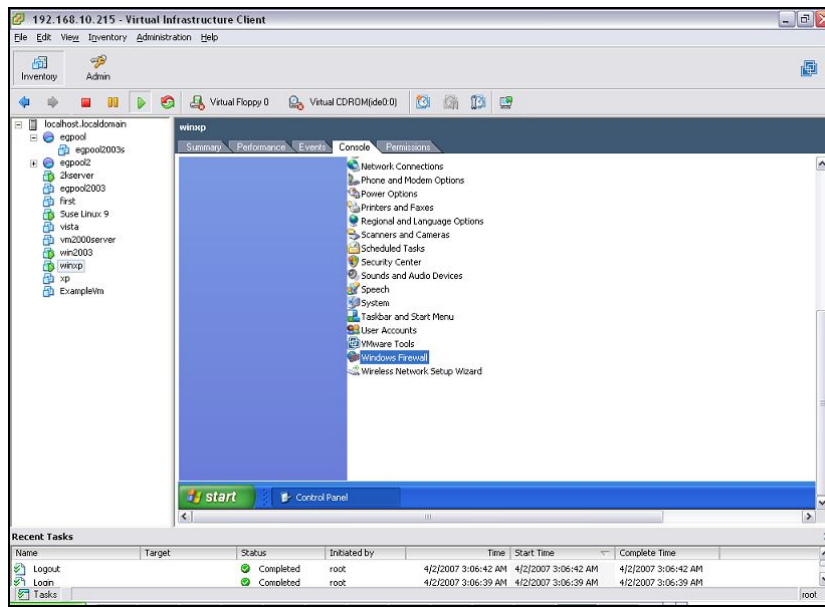 192.168.10.215 - Virtual Infrastructure Client
File Edit View Inventory Administration Help
Inventory Admin
Virtual Floppy 0 Virtual CDROM(ide0:0)
localhost.localdomain
egpool
egpool2003s
egpool2
2kserver
egpool2003
first
Suse Linux 9
vista
vm2000server
win2003
winxp
xp
ExampleVm
winxp
Summary Performance Events Console Permissions
Network Connections
Phone and Modem Options
Power Options
Printers and Faxes
Regional and Language Options
Scanners and Cameras
Scheduled Tasks
Security Center
Sounds and Audio Devices
Speech
System
Taskbar and Start Menu
User Accounts
VMware Tools
Windows Firewall
Wireless Network Setup Wizard
start Control Panel
Recent Tasks
Name Target Status Initiated by Time Start Time Complete Time
Logout Completed root 4/2/2007 3:06:42 AM 4/2/2007 3:06:42 AM 4/2/2007 3:06:42 AM
Login Completed root 4/2/2007 3:06:39 AM 4/2/2007 3:06:39 AM 4/2/2007 3:06:39 AM
Tasks root